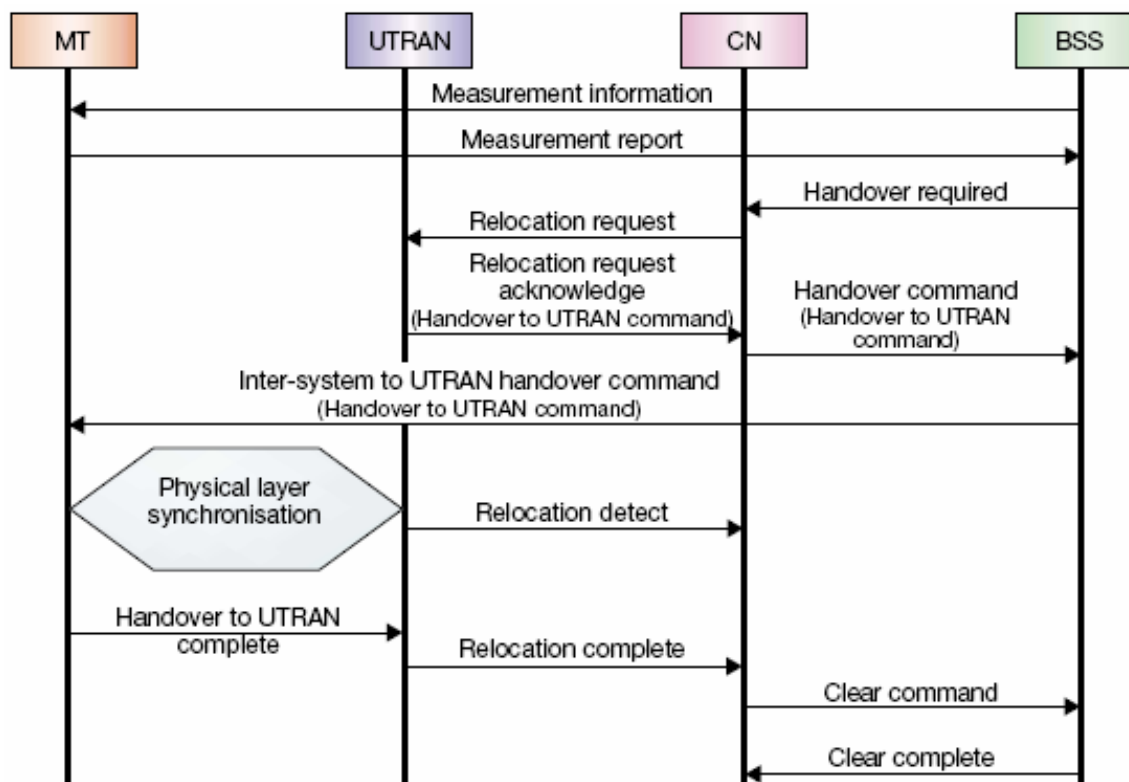 MT
UTRAN
CN
BSS
Measurement information
Measurement report
Handover required
Relocation request
Relocation request
acknowledge
(Handover to UTRAN command)
Handover command
(Handover to UTRAN
command)
Inter-system to UTRAN handover command
(Handover to UTRAN command)
Physical layer
synchronisation
Relocation detect
Handover to UTRAN
complete
Relocation complete
Clear command
Clear complete